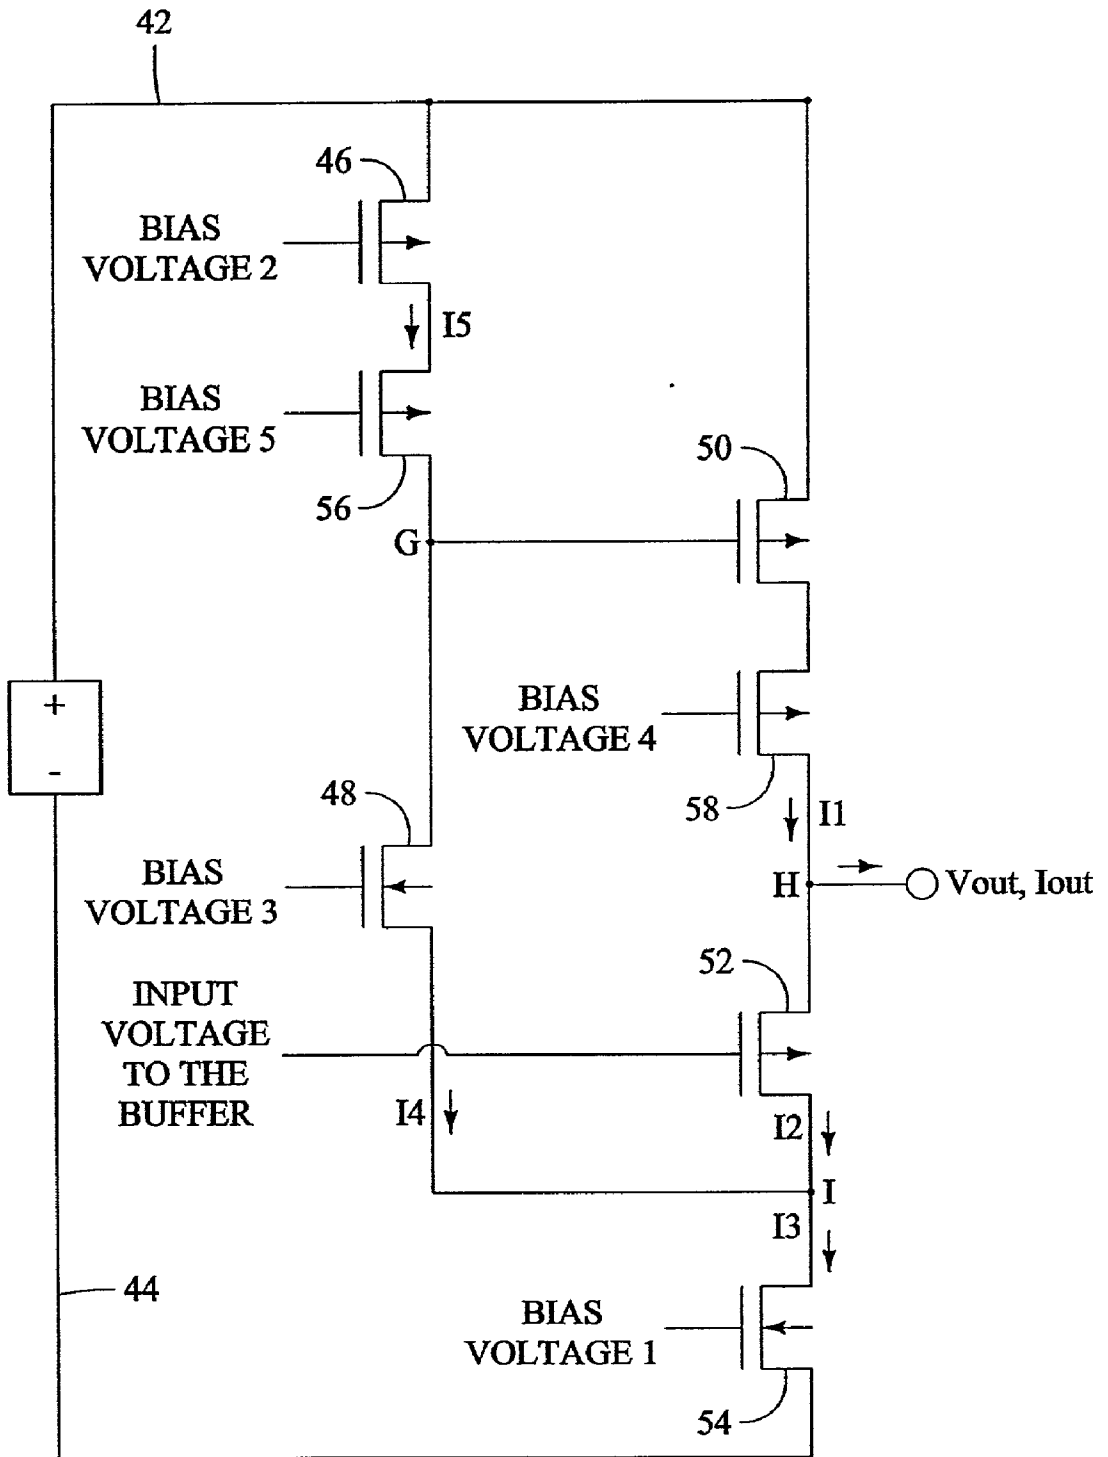 42
46
BIAS
VOLTAGE 2
I5
BIAS
VOLTAGE 5
56
50
G
+
-
BIAS
VOLTAGE 4
58
I1
48
BIAS
VOLTAGE 3
H
Vout, Iout
52
INPUT
VOLTAGE
TO THE
BUFFER
I4
I2
I
I3
44
BIAS
VOLTAGE 1
54